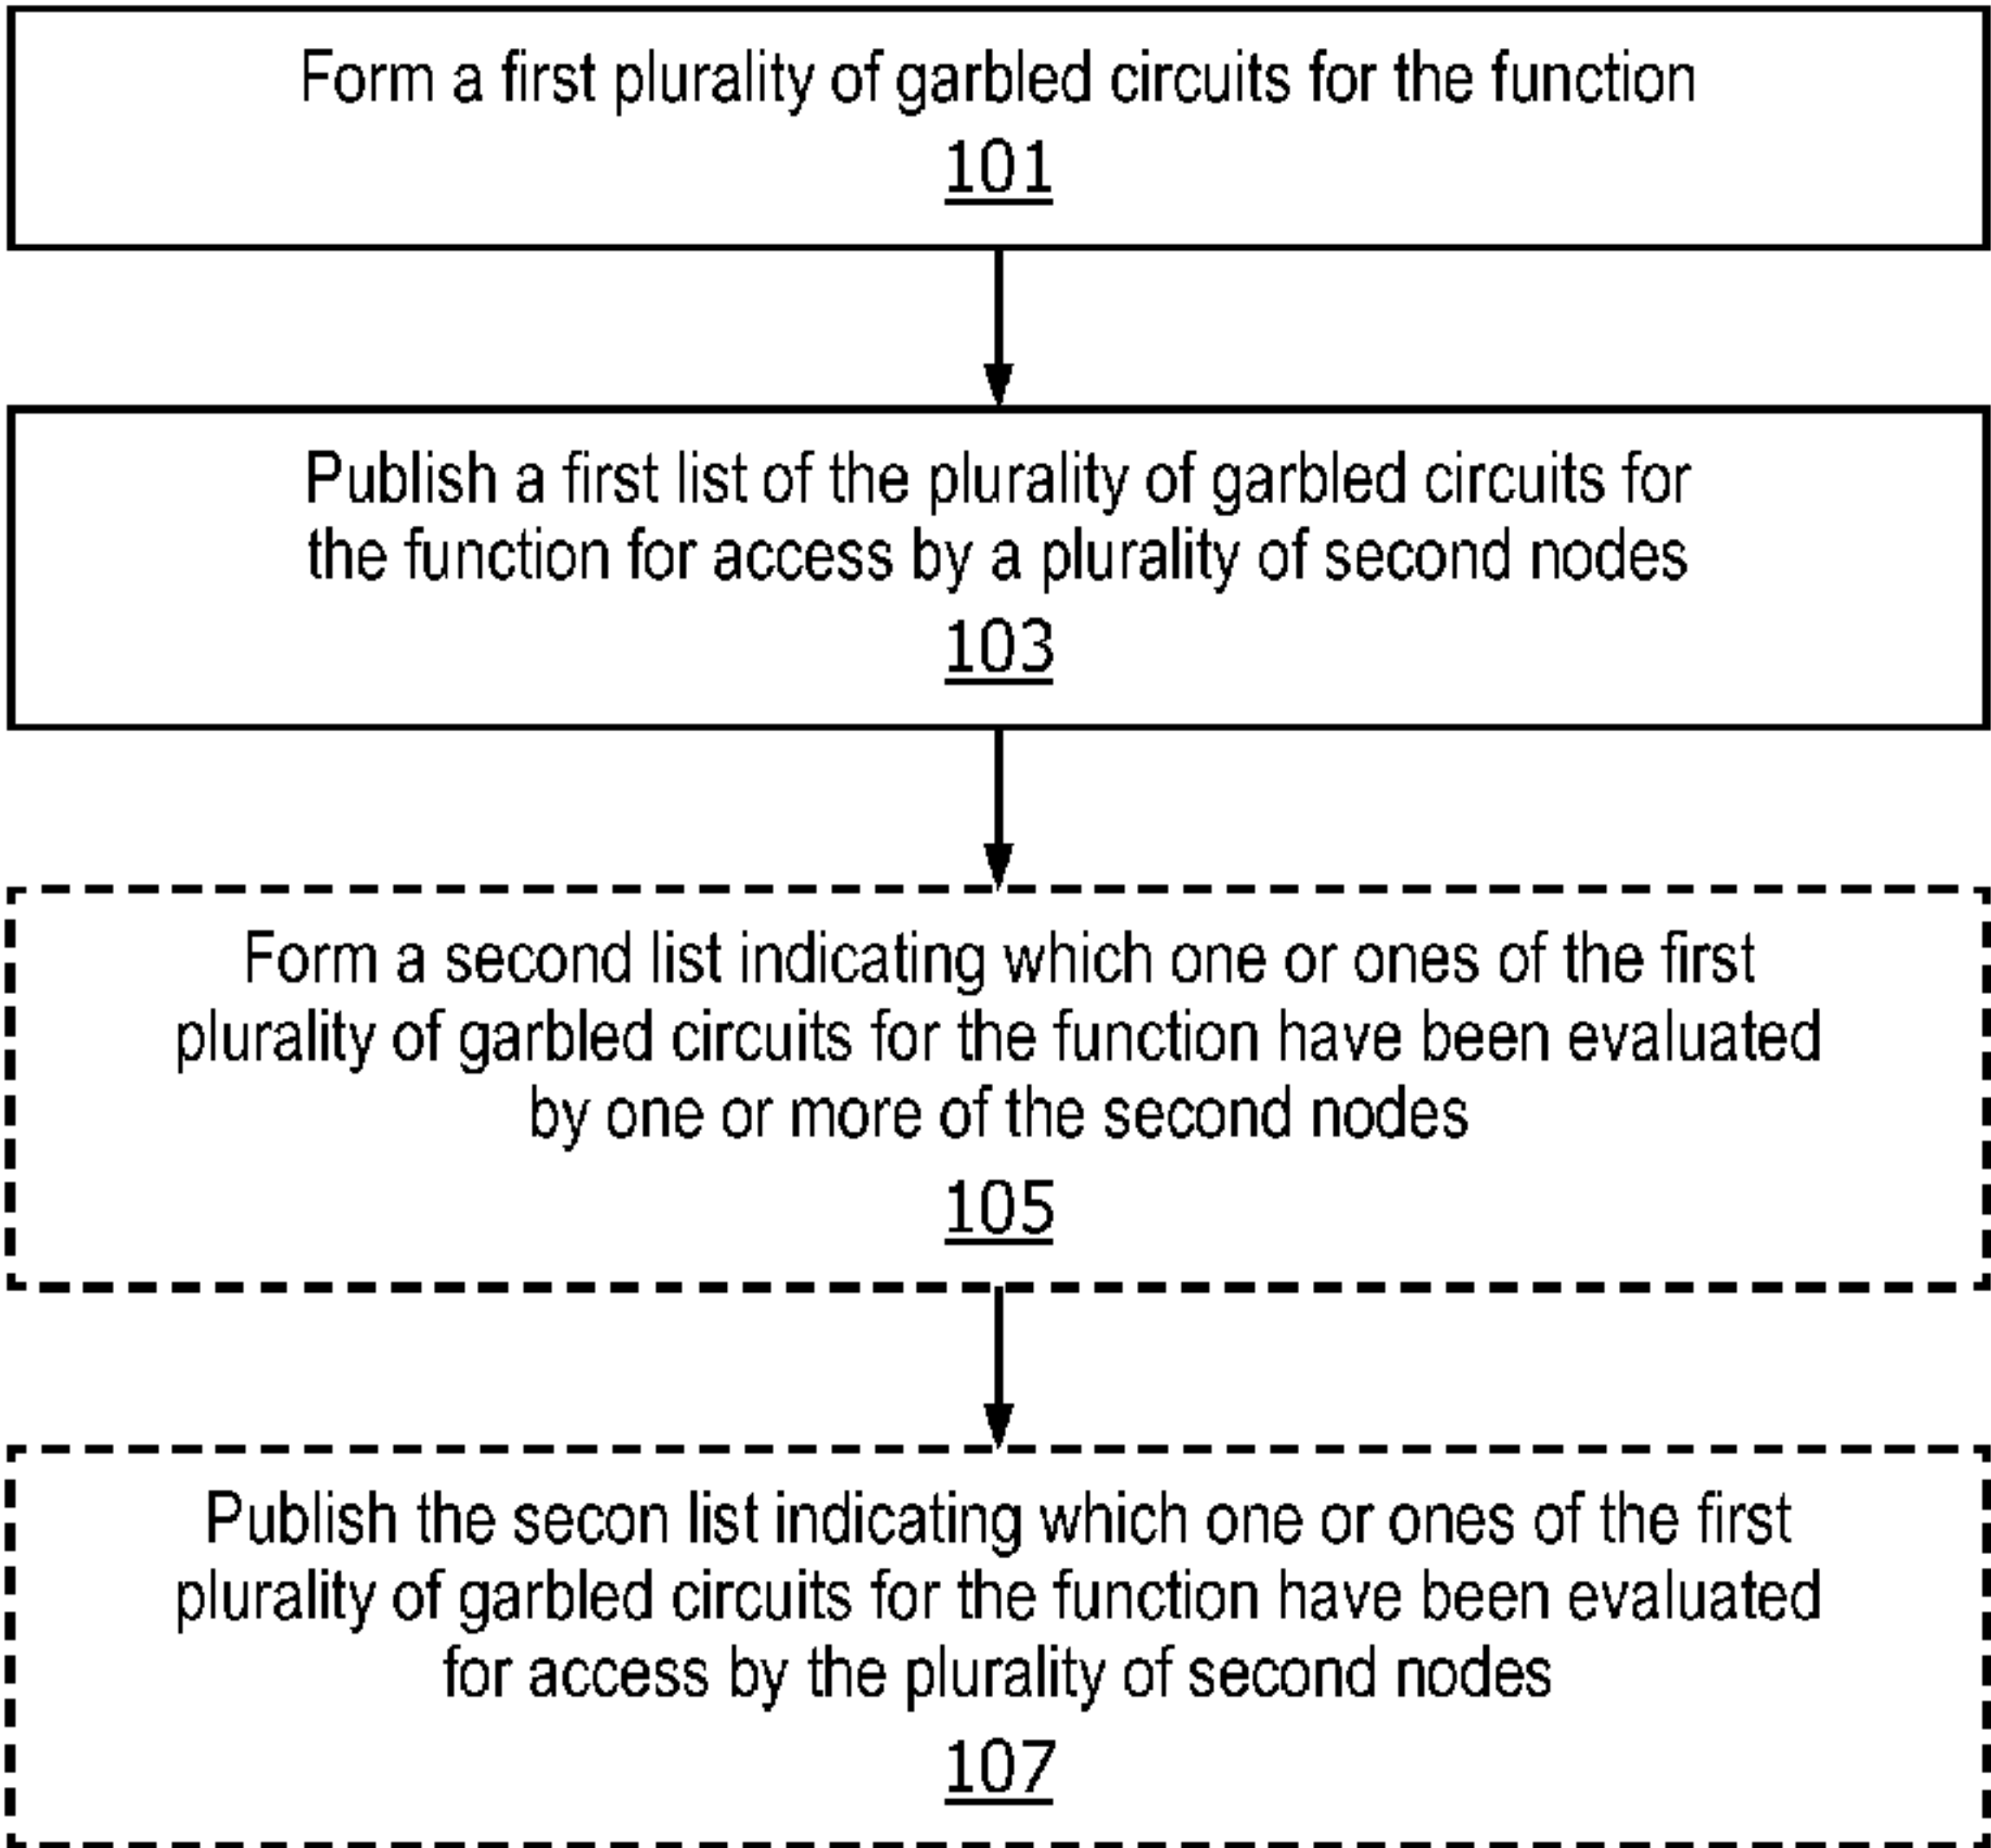 Form a first plurality of garbled circuits for the function
101
Publish a first list of the plurality of garbled circuits for
the function for access by a plurality of second nodes
103
Form a second list indicating which one or ones of the first
plurality of garbled circuits for the function have been evaluated
by one or more of the second nodes
105
Publish the secon list indicating which one or ones of the first
plurality of garbled circuits for the function have been evaluated
for access by the plurality of second nodes
107